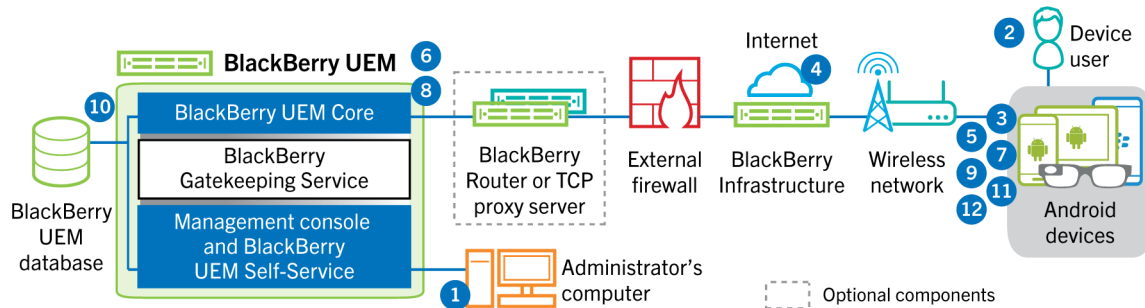 2
Device
user
Internet
4
BlackBerry UEM
6
8
10
BlackBerry UEM Core
BlackBerry
Gatekeeping Service
Management console
and BlackBerry
UEM Self-Service
BlackBerry
UEM
database
BlackBerry
Router or TCP
proxy server
External
firewall
BlackBerry
Infrastructure
Wireless
network
3
5
7
9
11
12
Android
devices
1
Administrator's
computer
Optional components